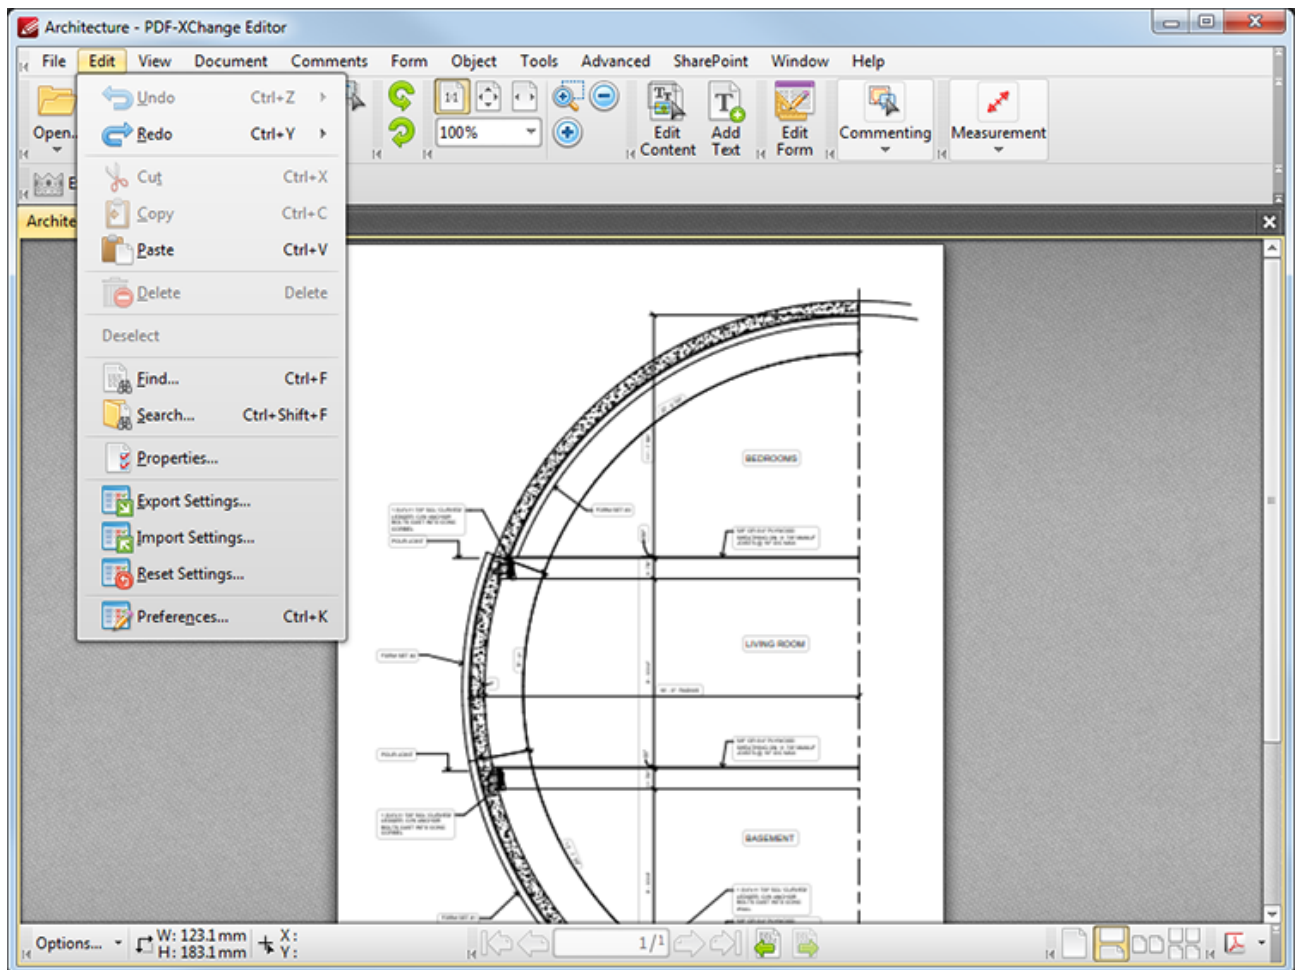 Architecture - PDF-XChange Editor
File Edit View Document Comments Form Object Tools Advanced SharePoint Window Help
Open...
100%
Edit Content
Add Text
Edit Form
Commenting
Measurement
Archite
Undo Ctrl+Z
Redo Ctrl+Y
Cut Ctrl+X
Copy Ctrl+C
Paste Ctrl+V
Delete Delete
Deselect
Find... Ctrl+F
Search... Ctrl+Shift+F
Properties...
Export Settings...
Import Settings...
Reset Settings...
Preferences... Ctrl+K
BEDROOMS
LIVING ROOM
BASEMENT
Options...
W: 123.1 mm
H: 183.1 mm
X:
Y:
1/1